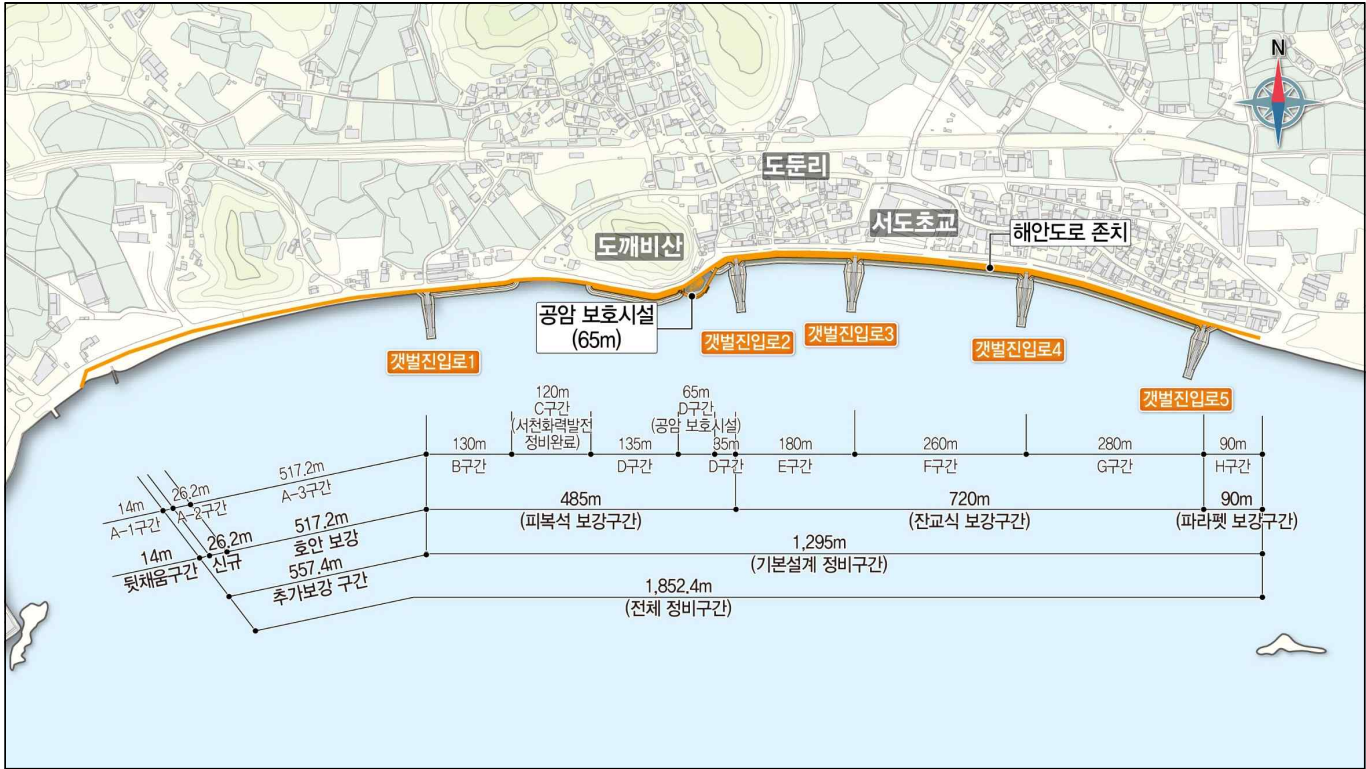 N
도둔리
서도초교
해안도로 존치
도깨비산
공암 보호시설
(65m)
갯벌진입로1
갯벌진입로2
갯벌진입로3
갯벌진입로4
갯벌진입로5
120m
C구간
(서천화력발전
정비완료)
65m
D구간
(공암 보호시설)
130m
B구간
135m
D구간
35m
D구간
180m
E구간
260m
F구간
280m
G구간
90m
H구간
14m
A-1구간
26.2m
A-2구간
517.2m
A-3구간
485m
(피복석 보강구간)
720m
(잔교식 보강구간)
90m
(파라펫 보강구간)
14m
뒷채움구간
26.2m
신규
517.2m
호안 보강
1,295m
(기본설계 정비구간)
557.4m
추가보강 구간
1,852.4m
(전체 정비구간)